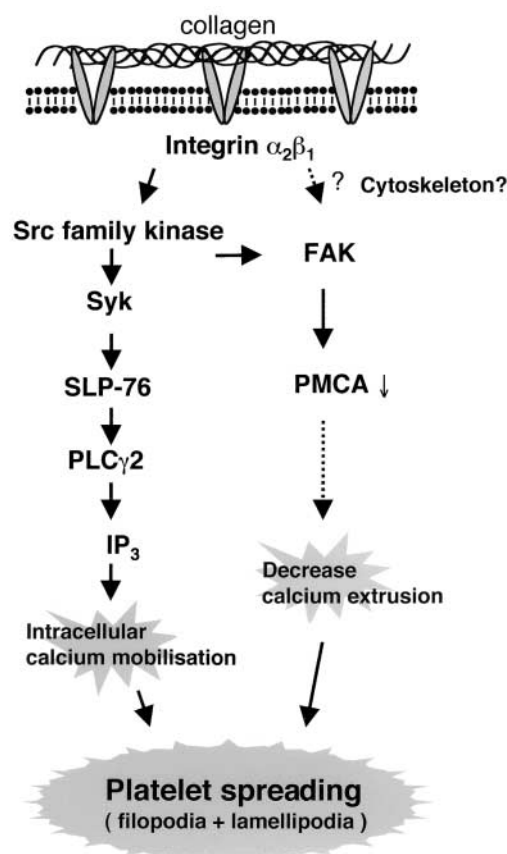 collagen
Integrin α₂β₁
? Cytoskeleton?
Src family kinase
FAK
Syk
SLP-76
PMCA ↓
PLCγ2
IP₃
Decrease
calcium extrusion
Intracellular
calcium mobilisation
Platelet spreading
( filopodia + lamellipodia )